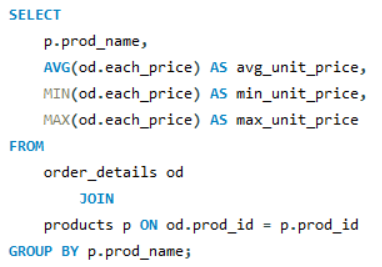 SELECT
    p.prod_name,
    AVG(od.each_price) AS avg_unit_price,
    MIN(od.each_price) AS min_unit_price,
    MAX(od.each_price) AS max_unit_price
FROM
    order_details od
        JOIN
    products p ON od.prod_id = p.prod_id
GROUP BY p.prod_name;